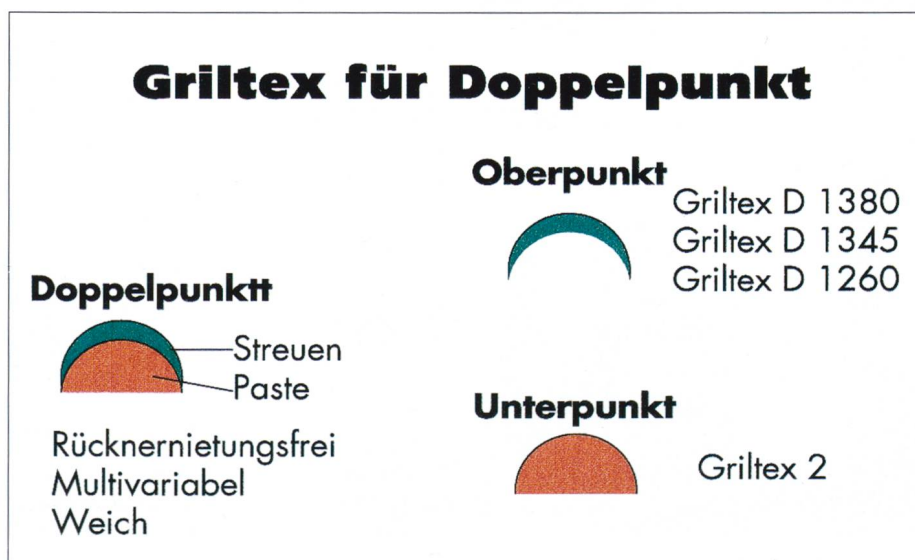 Griltex für Doppelpunkt
Oberpunkt
Griltex D 1380
Griltex D 1345
Griltex D 1260
Doppelpunktt
Streuen
Paste
Rücknernietungsfrei
Multivariabel
Weich
Unterpunkt
Griltex 2